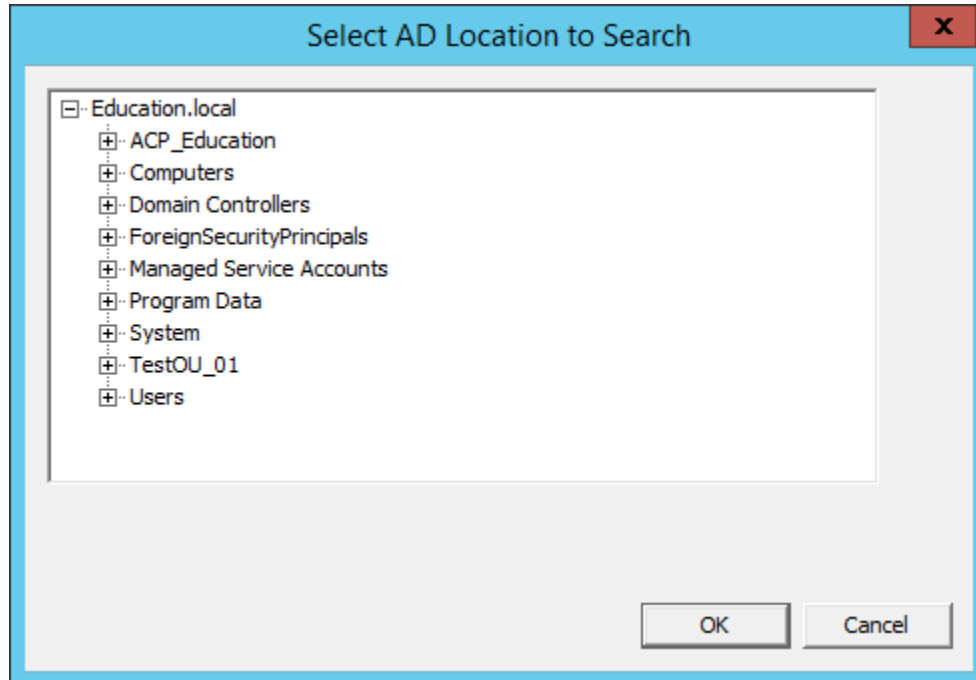 Select AD Location to Search
x
Education.local
ACP_Education
Computers
Domain Controllers
ForeignSecurityPrincipals
Managed Service Accounts
Program Data
System
TestOU_01
Users
OK Cancel